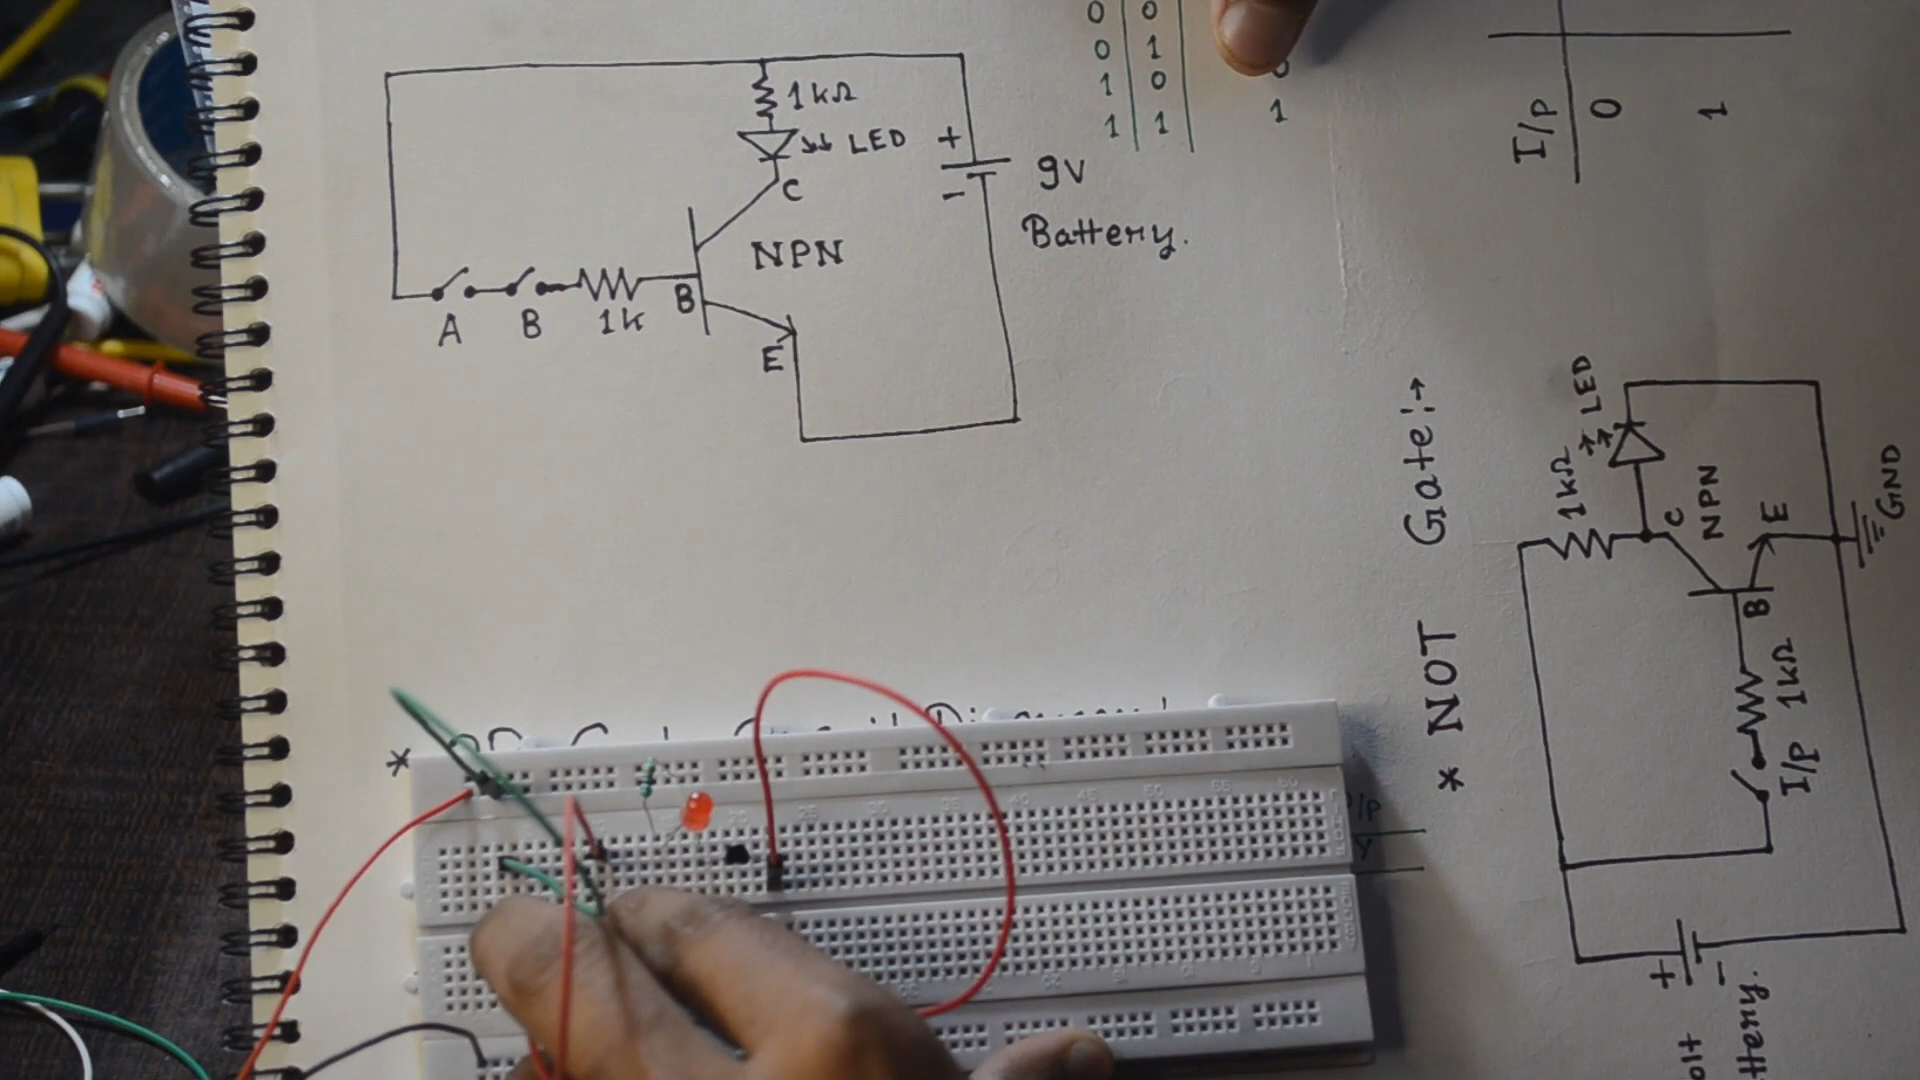 0 0
0 1
1 0 0
1 1 1
1kΩ
LED
+
9V
-
Battery.
C
NPN
B
E
A B 1k
*
I/p
0
1
* NOT Gate:→
1kΩ
LED
C
NPN
B
E
GND
I/P 1kΩ
+
-